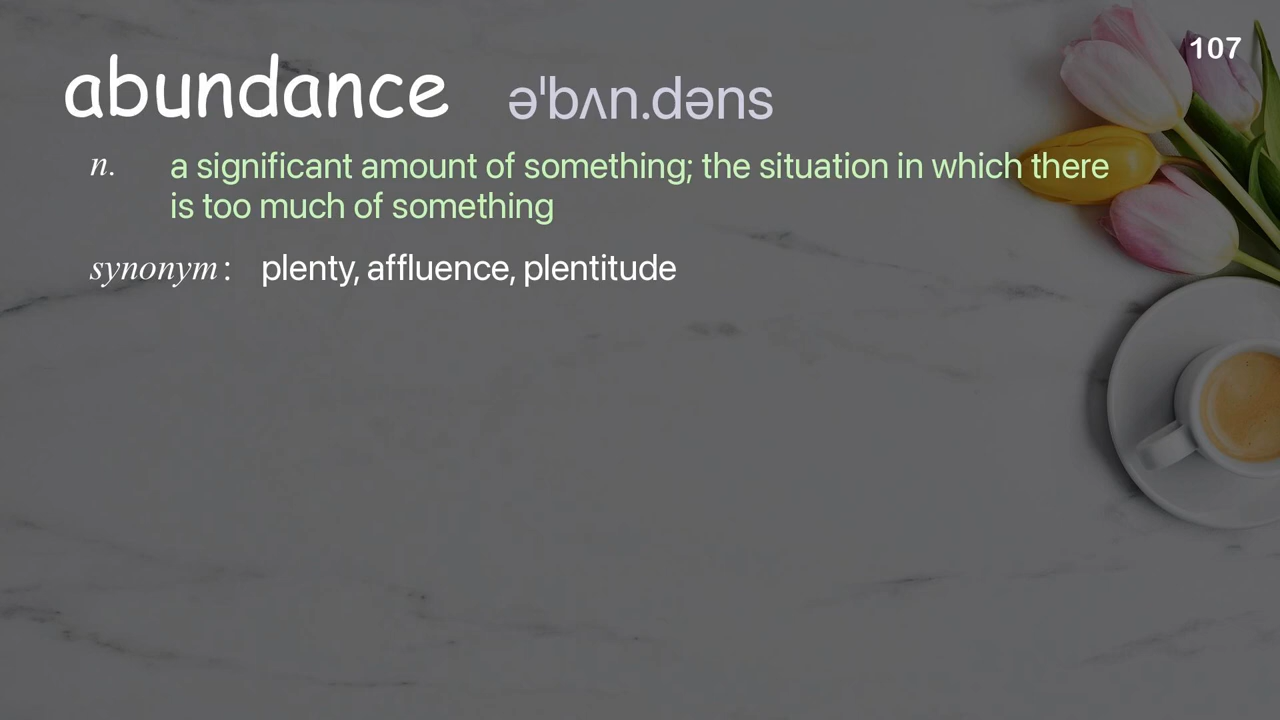 107
abundance ə'bʌn.dəns
n. a significant amount of something; the situation in which there
is too much of something
synonym: plenty, affluence, plentitude